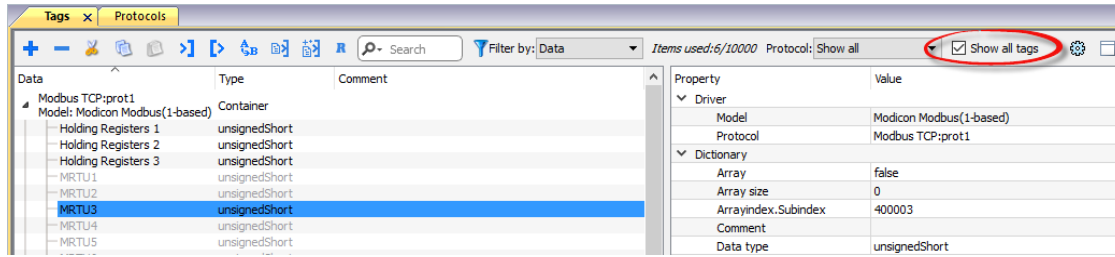 Tags x Protocols
R Search Filter by: Data Items used:6/10000 Protocol: Show all Show all tags
Data Type Comment Property Value
Modbus TCP:prot1
Model: Modicon Modbus(1-based) Container
Driver
Model Modicon Modbus(1-based)
Holding Registers 1 unsignedShort
Protocol Modbus TCP:prot1
Holding Registers 2 unsignedShort
Dictionary
Holding Registers 3 unsignedShort
Array false
MRTU1 unsignedShort
Array size 0
MRTU2 unsignedShort
MRTU3 unsignedShort Arrayindex.Subindex 400003
MRTU4 unsignedShort Comment
MRTU5 unsignedShort Data type unsignedShort